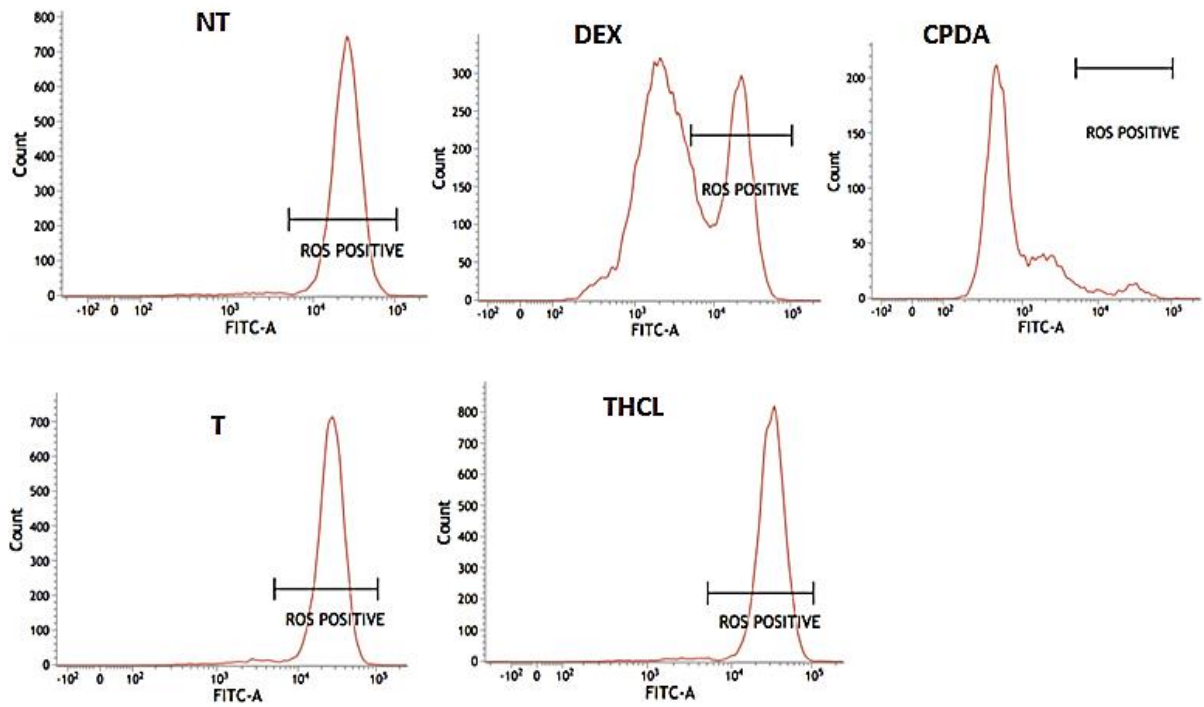 NT
800
700
600
500
400
300
200
100
0
Count
ROS POSITIVE
-10² 0 10² 10³ 10⁴ 10⁵
FITC-A
DEX
300
250
200
150
100
50
0
Count
ROS POSITIVE
-10² 0 10² 10³ 10⁴ 10⁵
FITC-A
CPDA
200
150
100
50
0
Count
ROS POSITIVE
-10² 0 10² 10³ 10⁴ 10⁵
FITC-A
T
700
600
500
400
300
200
100
0
Count
ROS POSITIVE
-10² 0 10² 10³ 10⁴ 10⁵
FITC-A
THCL
800
700
600
500
400
300
200
100
0
Count
ROS POSITIVE
-10² 0 10² 10³ 10⁴ 10⁵
FITC-A